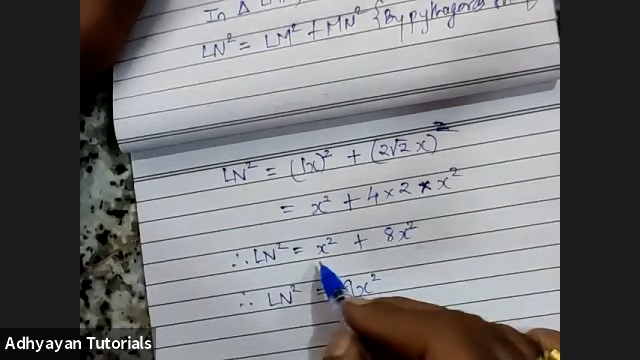 In Δ
LN² = LM² + MN² {By pythagoras
LN² = (1x)² + (2√2 x)²
= x² + 4 × 2 × x²
∴ LN² = x² + 8x²
∴ LN² = 9x²
Adhyayan Tutorials